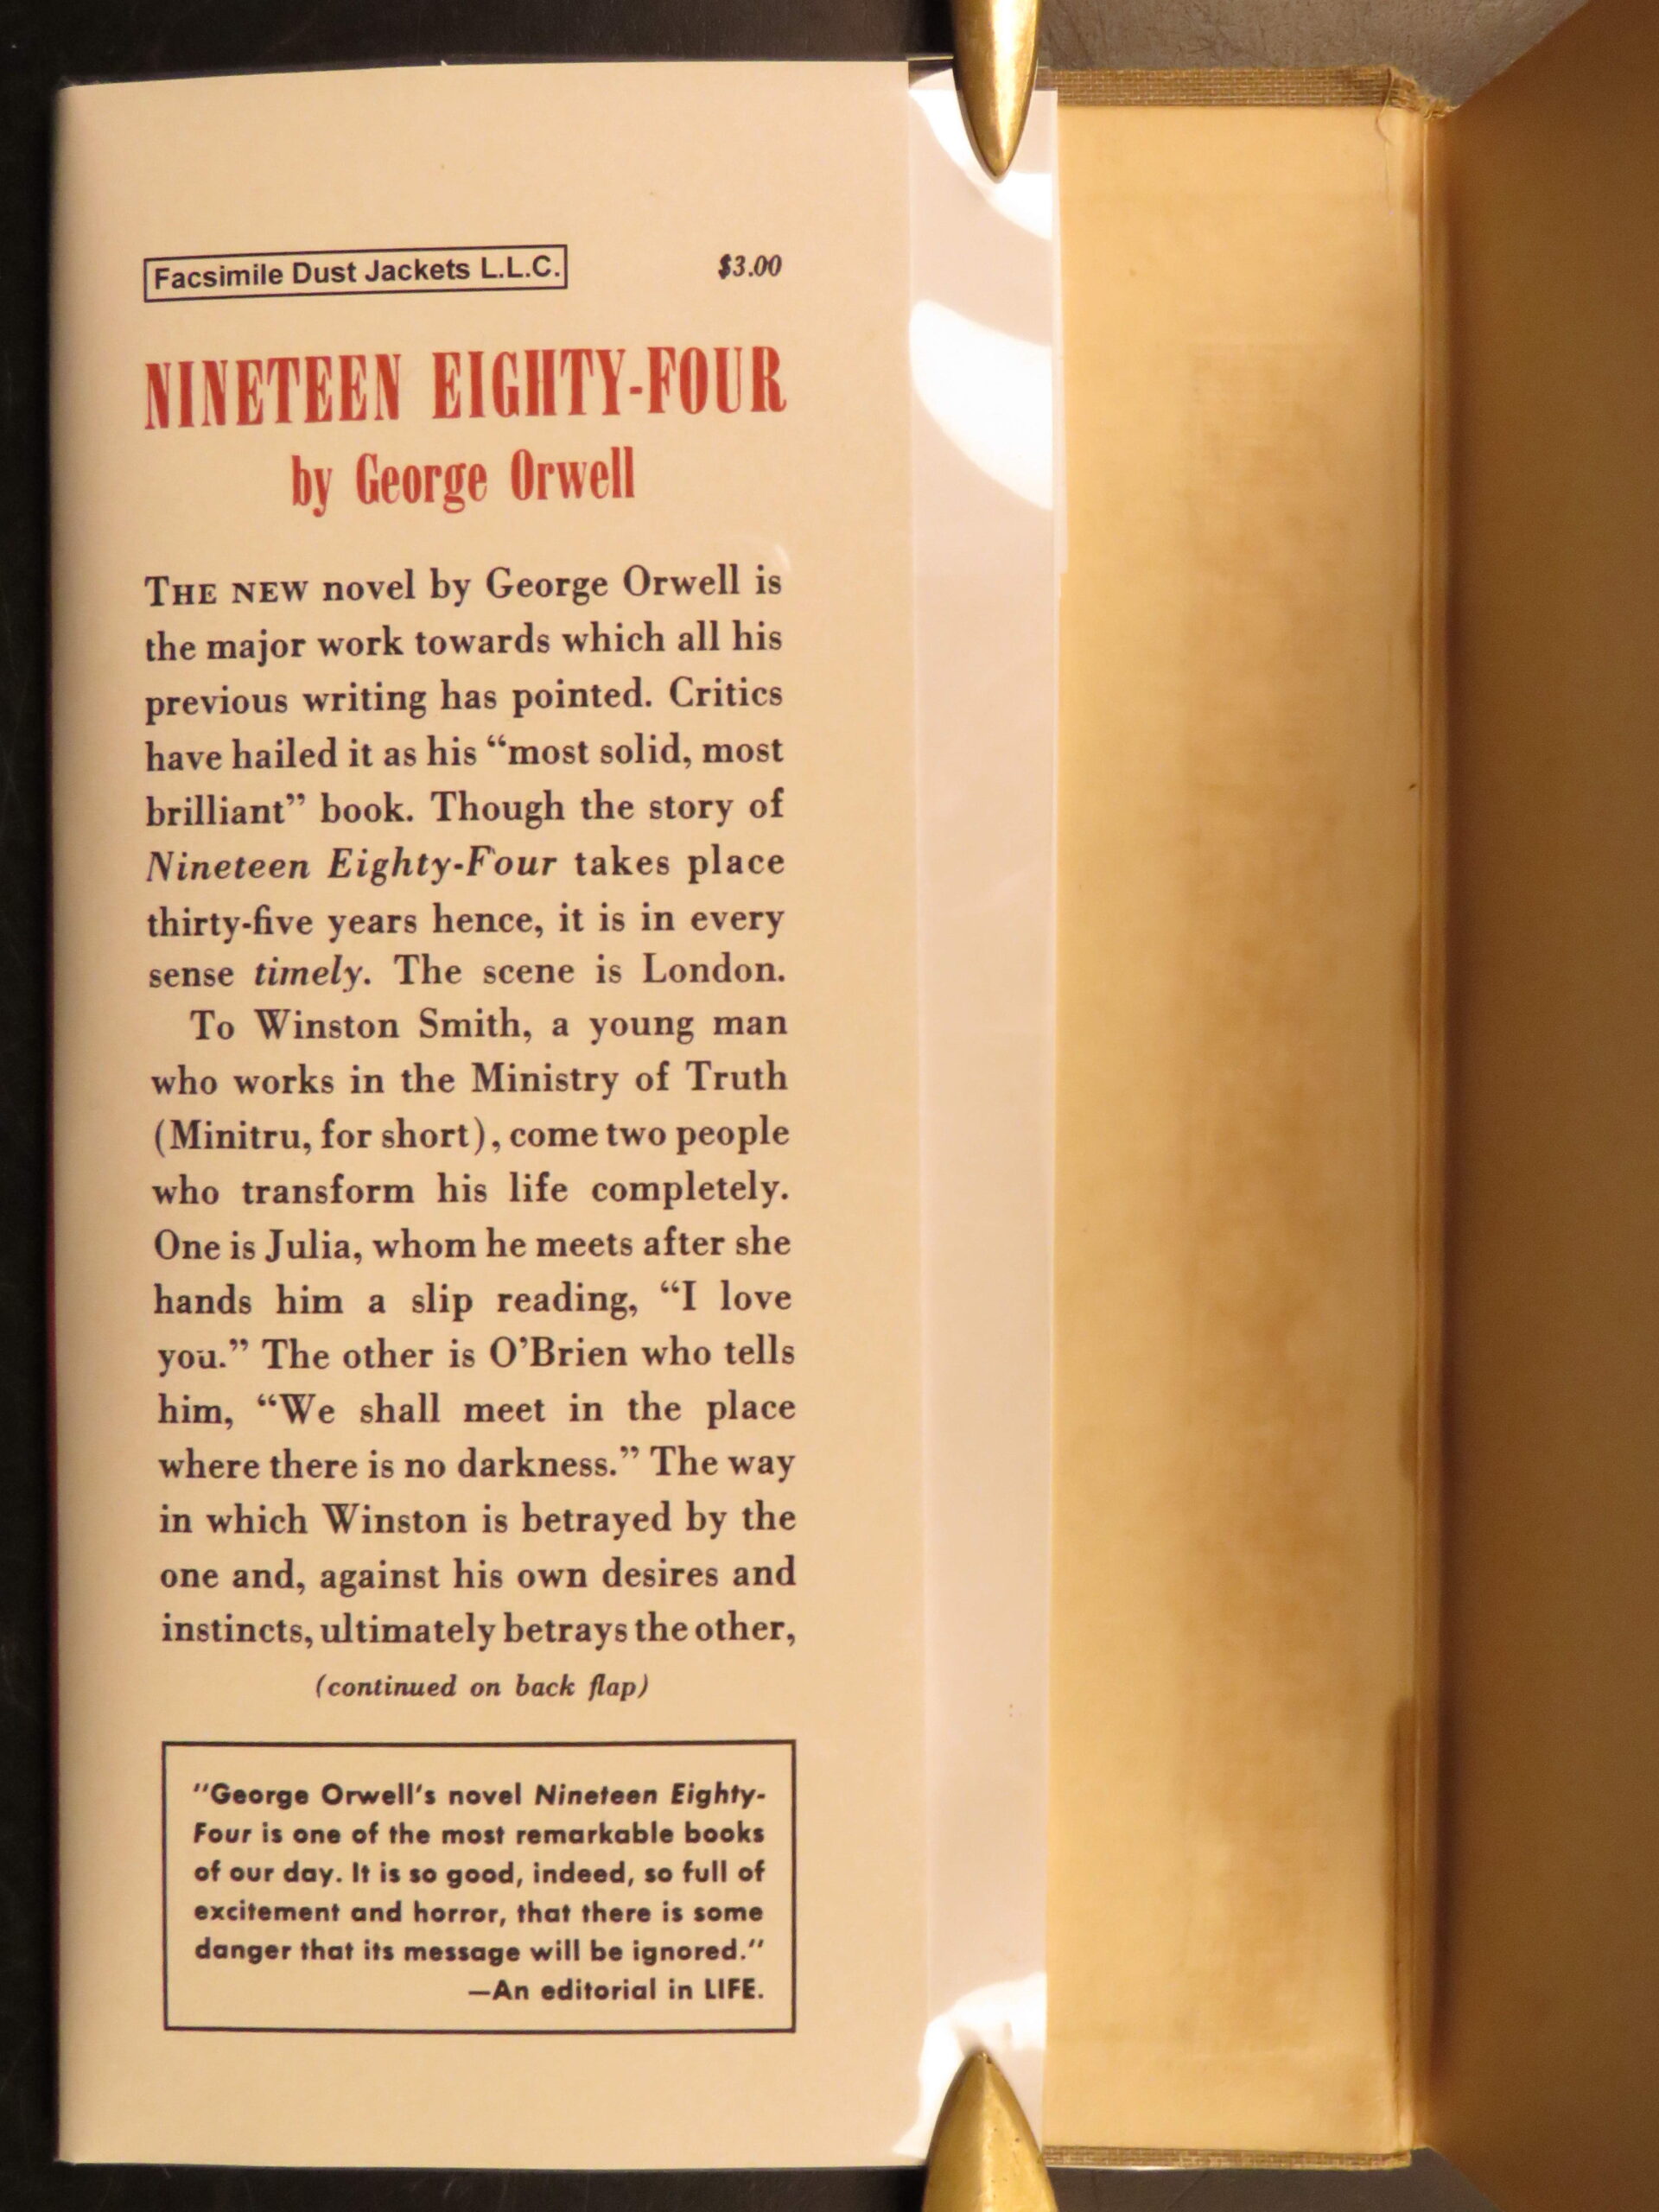 Facsimile Dust Jackets L.L.C. $3.00
NINETEEN EIGHTY-FOUR
by George Orwell
THE NEW novel by George Orwell is
the major work towards which all his
previous writing has pointed. Critics
have hailed it as his “most solid, most
brilliant” book. Though the story of
Nineteen Eighty-Four takes place
thirty-five years hence, it is in every
sense timely. The scene is London.
To Winston Smith, a young man
who works in the Ministry of Truth
(Minitru, for short), come two people
who transform his life completely.
One is Julia, whom he meets after she
hands him a slip reading, “I love
you.” The other is O’Brien who tells
him, “We shall meet in the place
where there is no darkness.” The way
in which Winston is betrayed by the
one and, against his own desires and
instincts, ultimately betrays the other,
(continued on back flap)
"George Orwell's novel Nineteen Eighty-
Four is one of the most remarkable books
of our day. It is so good, indeed, so full of
excitement and horror, that there is some
danger that its message will be ignored."
—An editorial in LIFE.